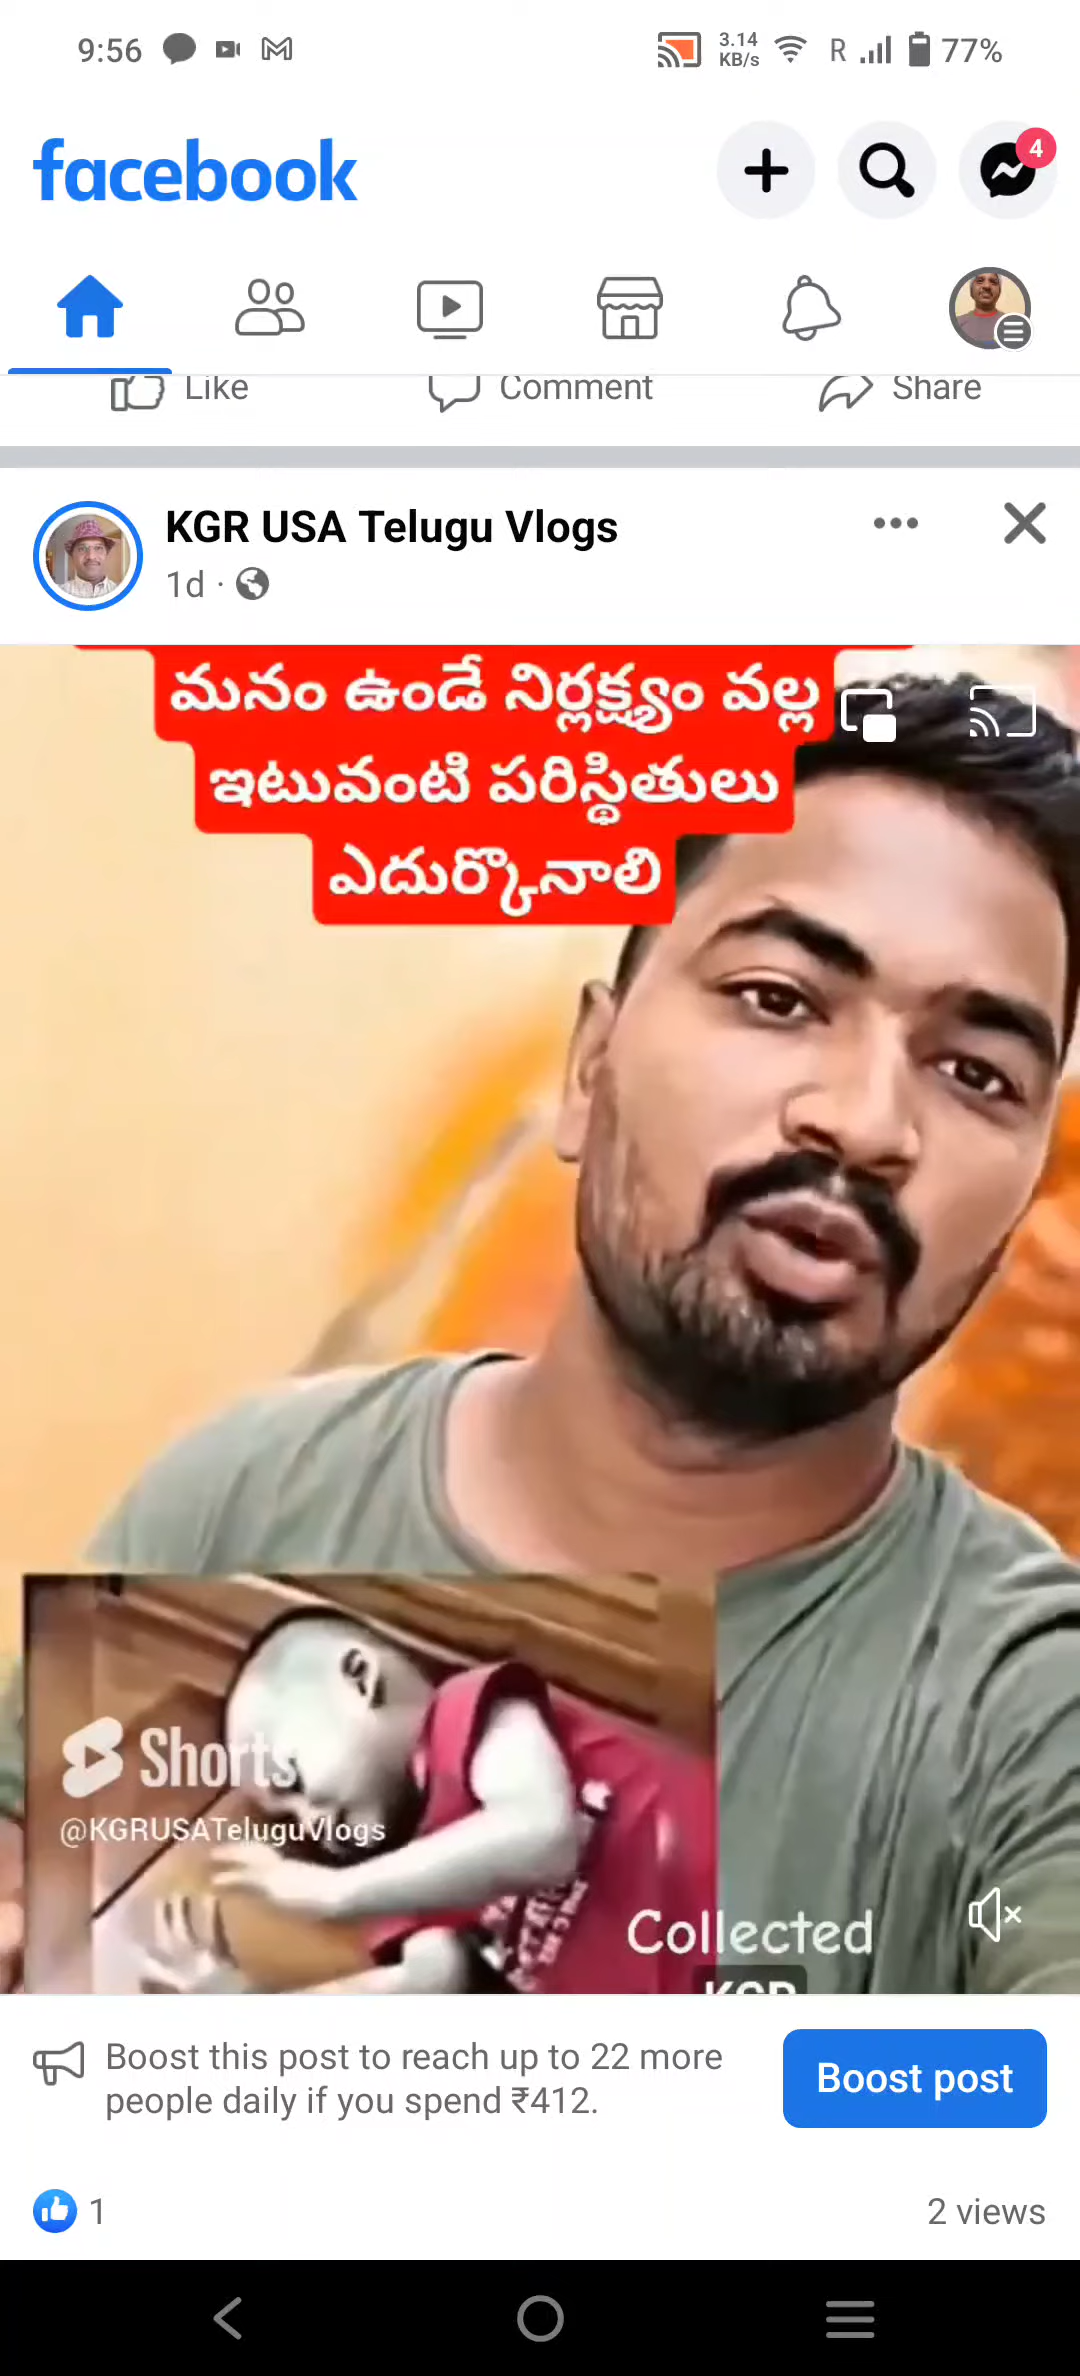 9:56
3.14
KB/s
R
77%
facebook
4
Like
Comment
Share
KGR USA Telugu Vlogs
1d ·
మనం ఉండే నిర్లక్ష్యం వల్ల
ఇటువంటి పరిస్థితులు
ఎదుర్కొనాలి
Shorts
@KGRUSATeluguVlogs
Collected
KGR
Boost this post to reach up to 22 more
people daily if you spend ₹412.
Boost post
1
2 views